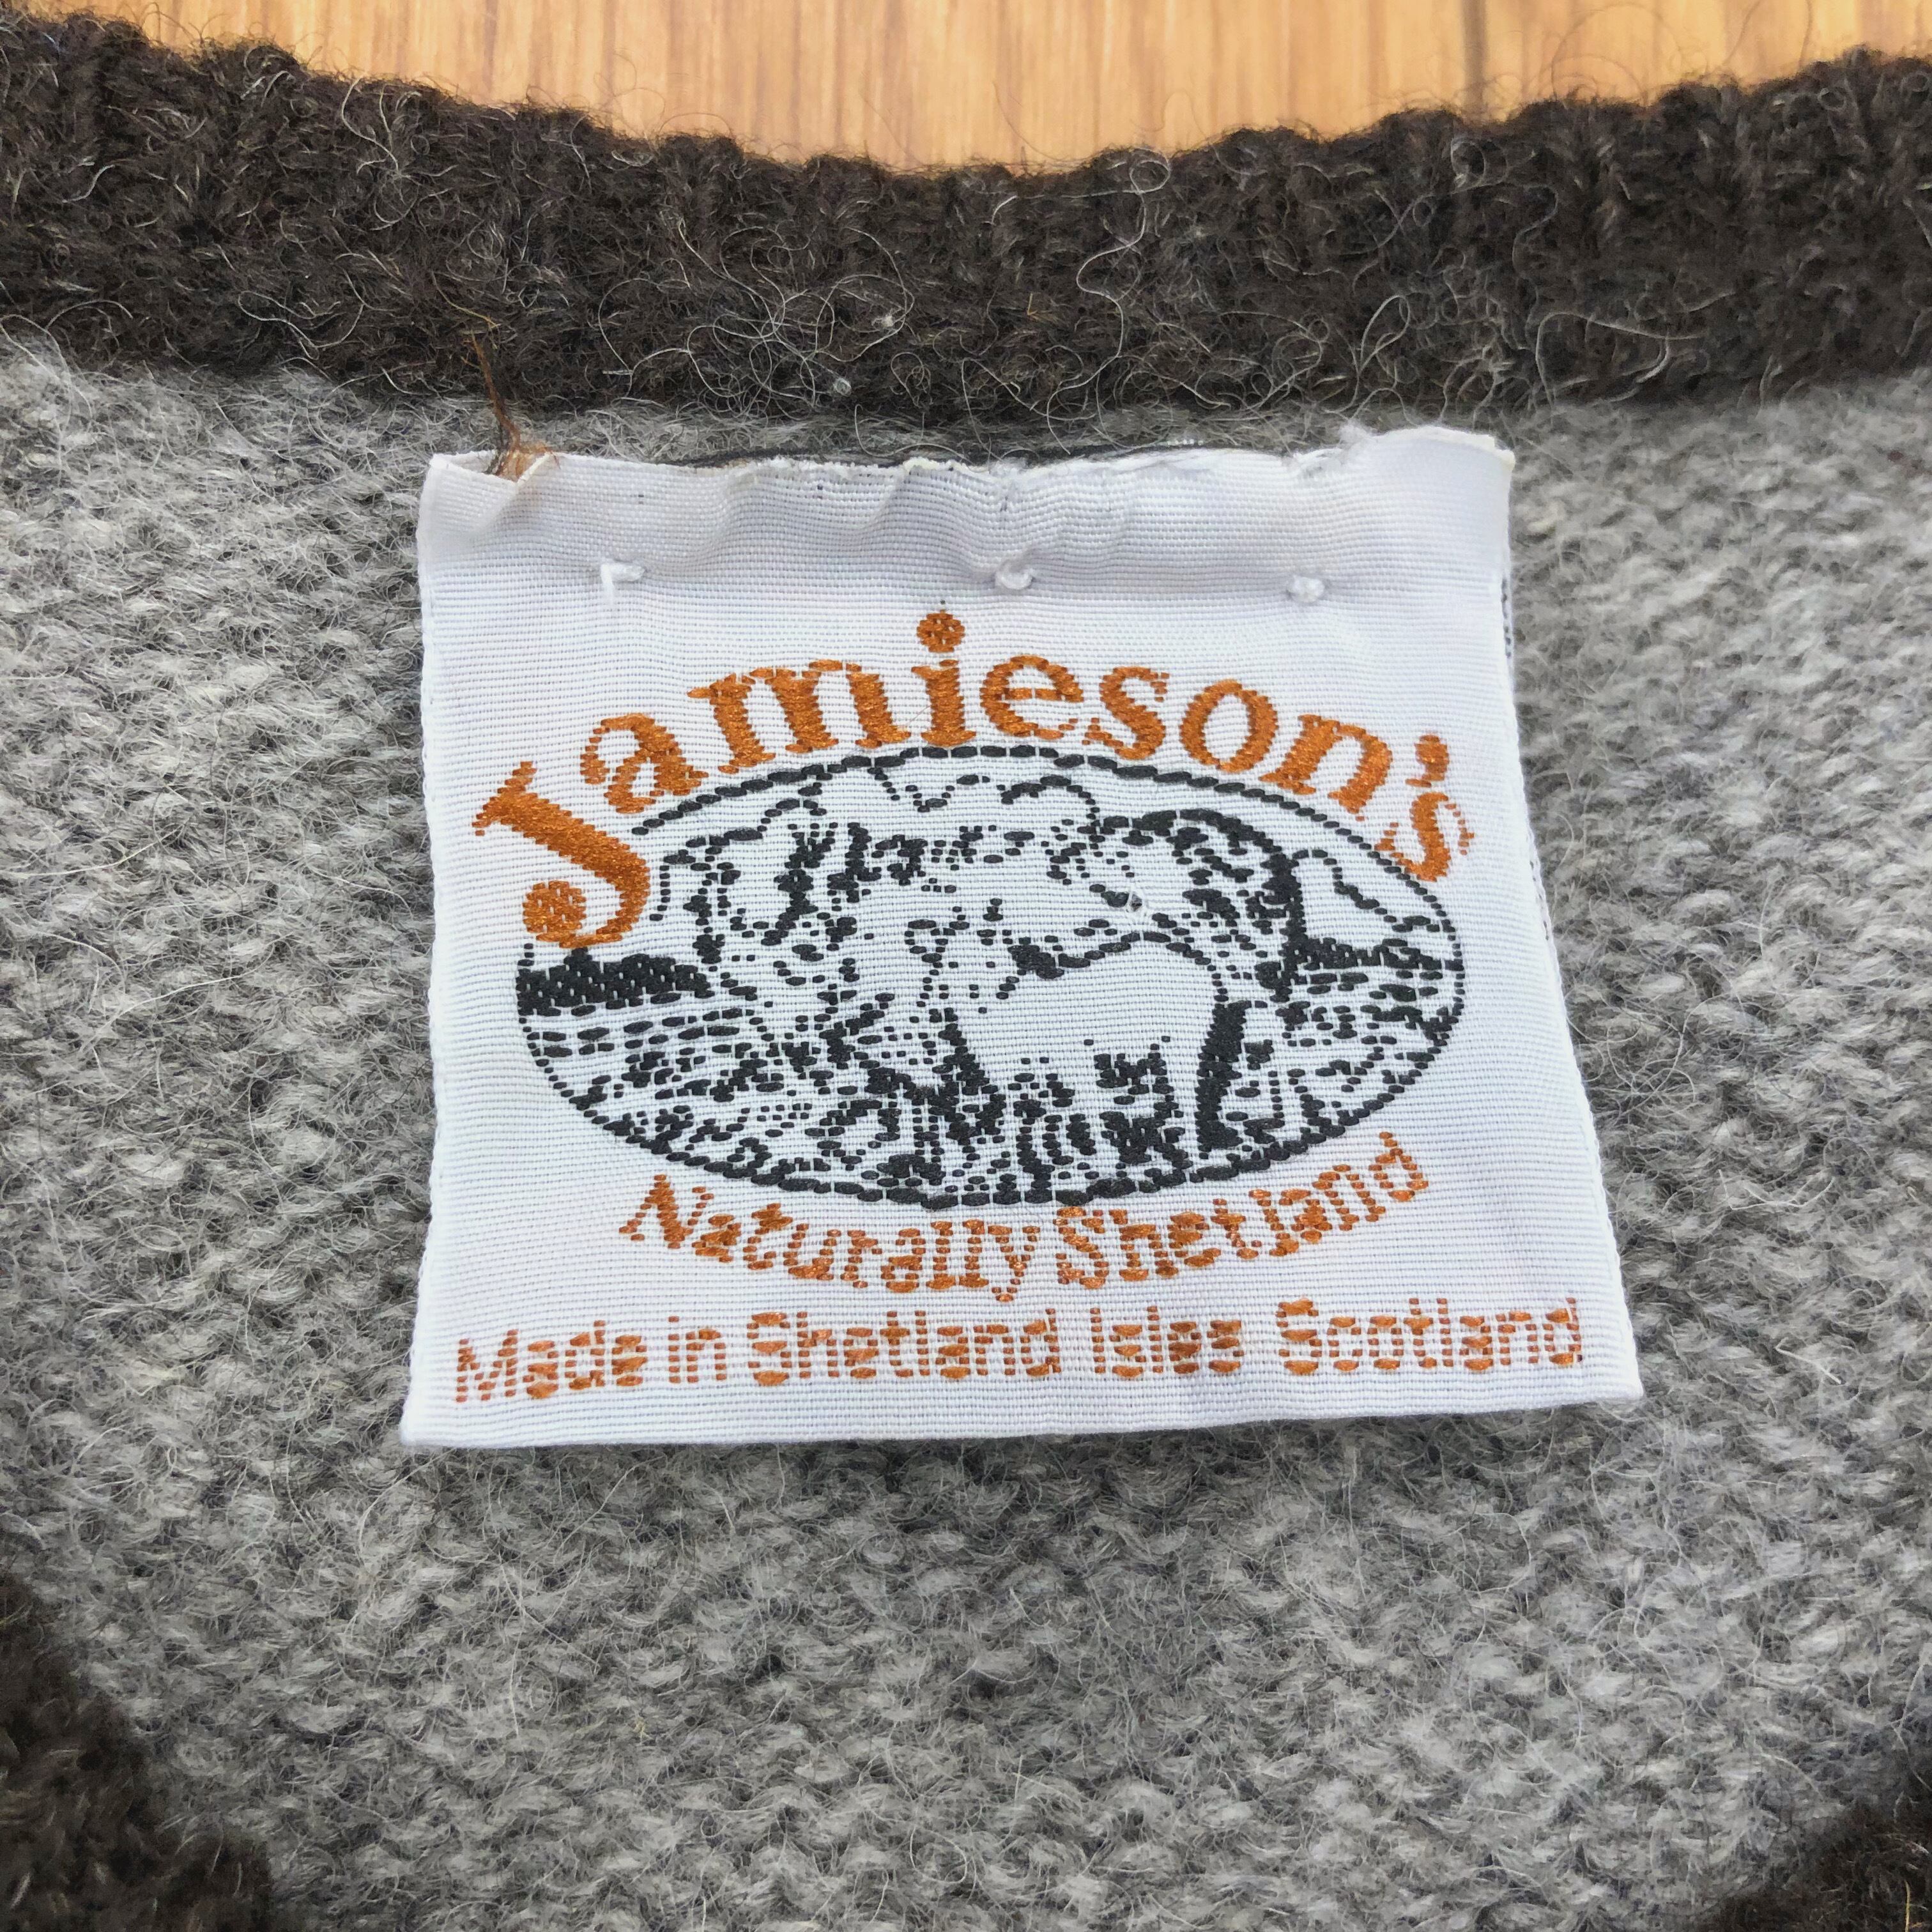 Jamieson's
Naturally Shetland
Made in Shetland Isles Scotland